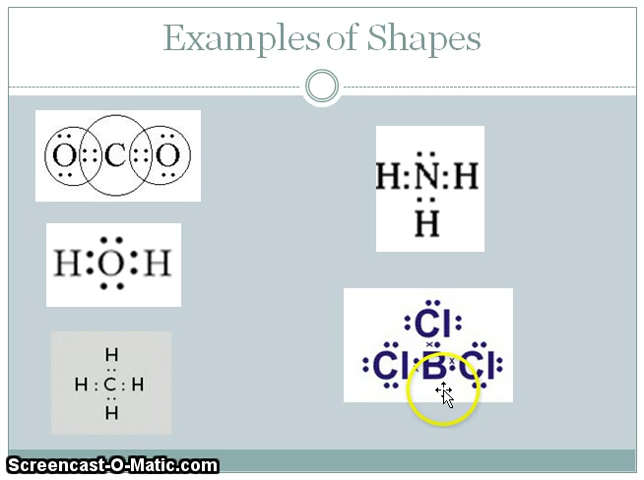 Examples of Shapes
O::C::O
H:O:H
H
H:C:H
H
H:N:H
H
Cl
Cl B Cl
Screencast-O-Matic.com